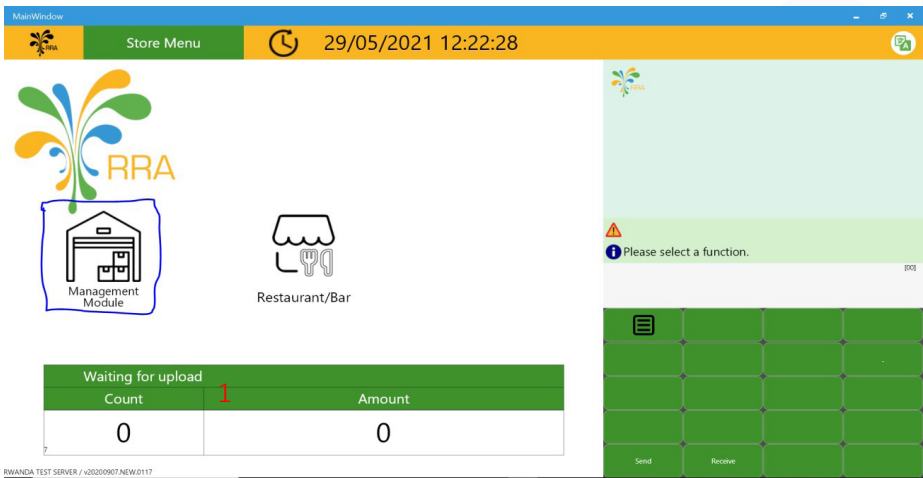 MainWindow
RRA
Store Menu
29/05/2021 12:22:28
RRA
RRA
Please select a function.
[00]
Management
Module
Restaurant/Bar
Waiting for upload
Count
1
Amount
0
0
7
Send
Receive
RWANDA TEST SERVER / v20200907.NEW.0117